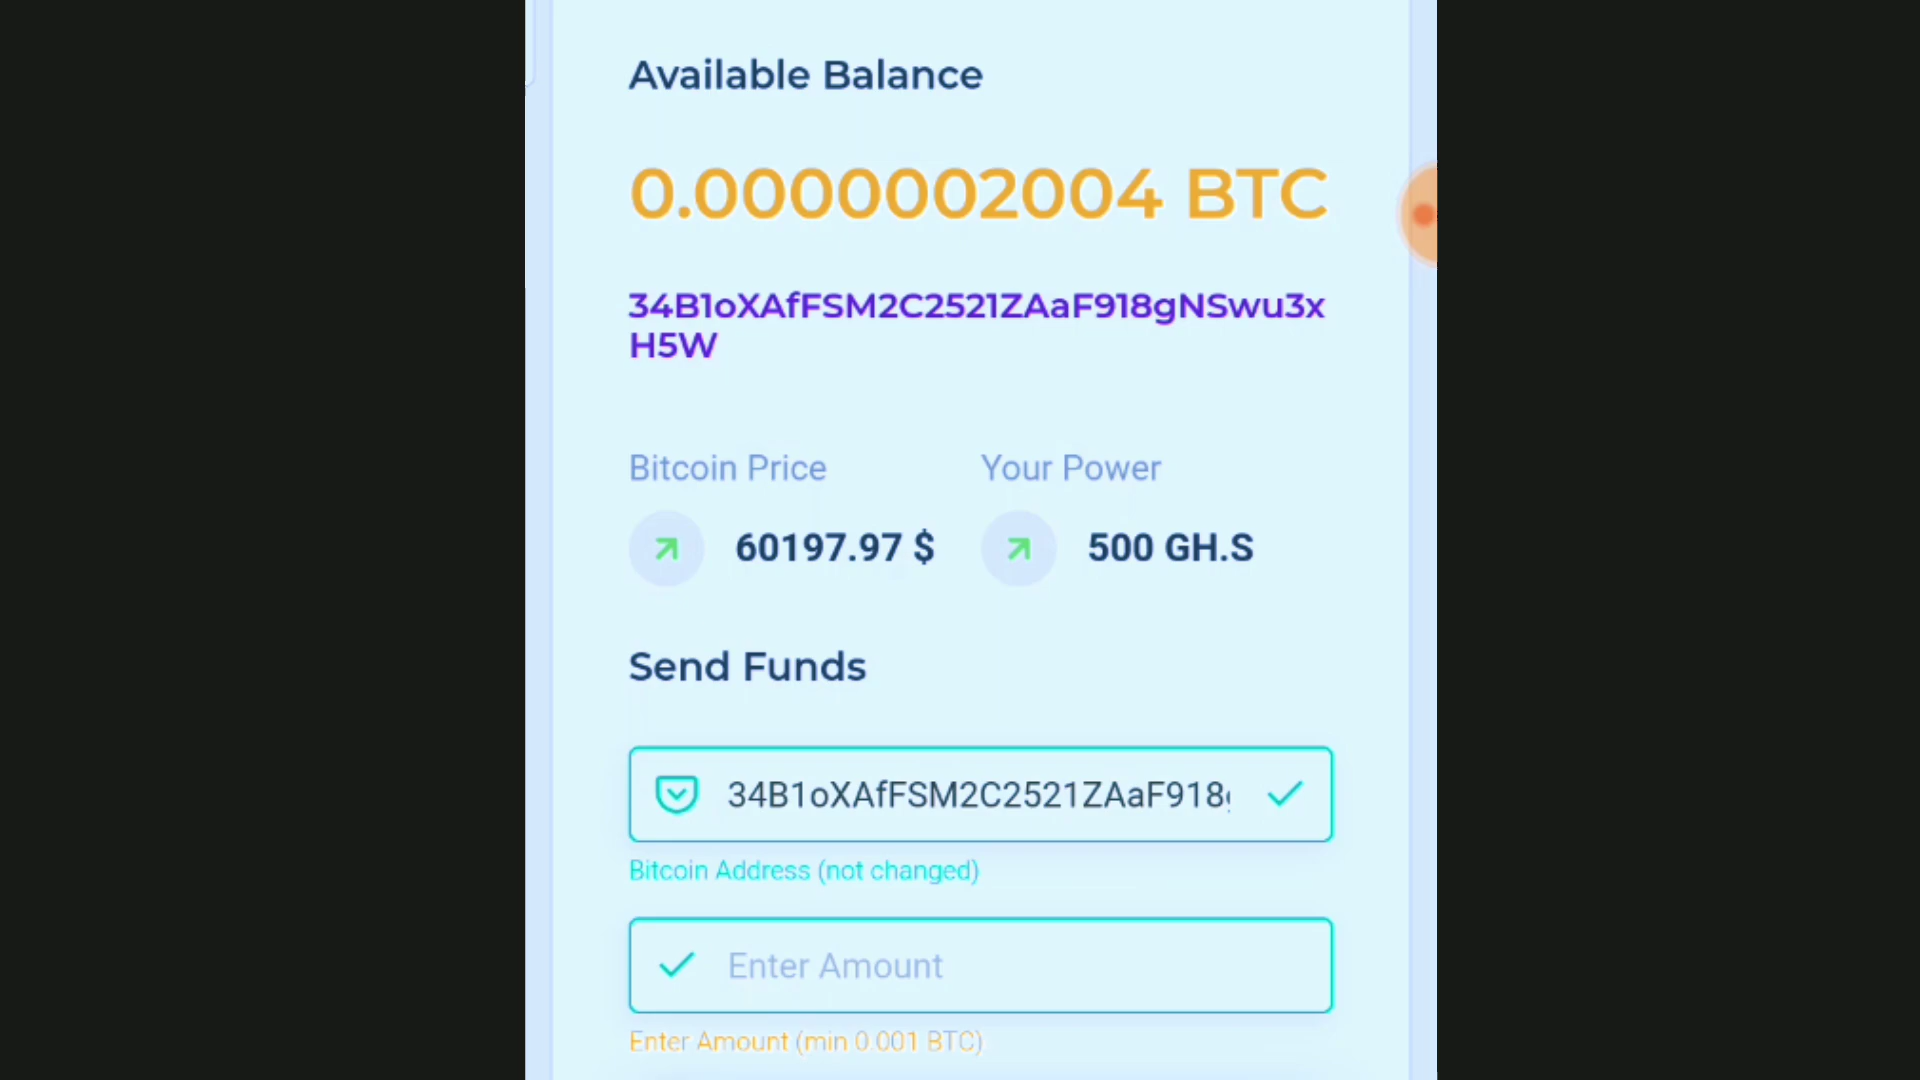 Available Balance
0.0000002004 BTC
34B1oXAfFSM2C2521ZAaF918gNSwu3x
H5W
Bitcoin Price Your Power
60197.97 $ 500 GH.S
Send Funds
34B1oXAfFSM2C2521ZAaF918
Bitcoin Address (not changed)
Enter Amount
Enter Amount (min 0.001 BTC)